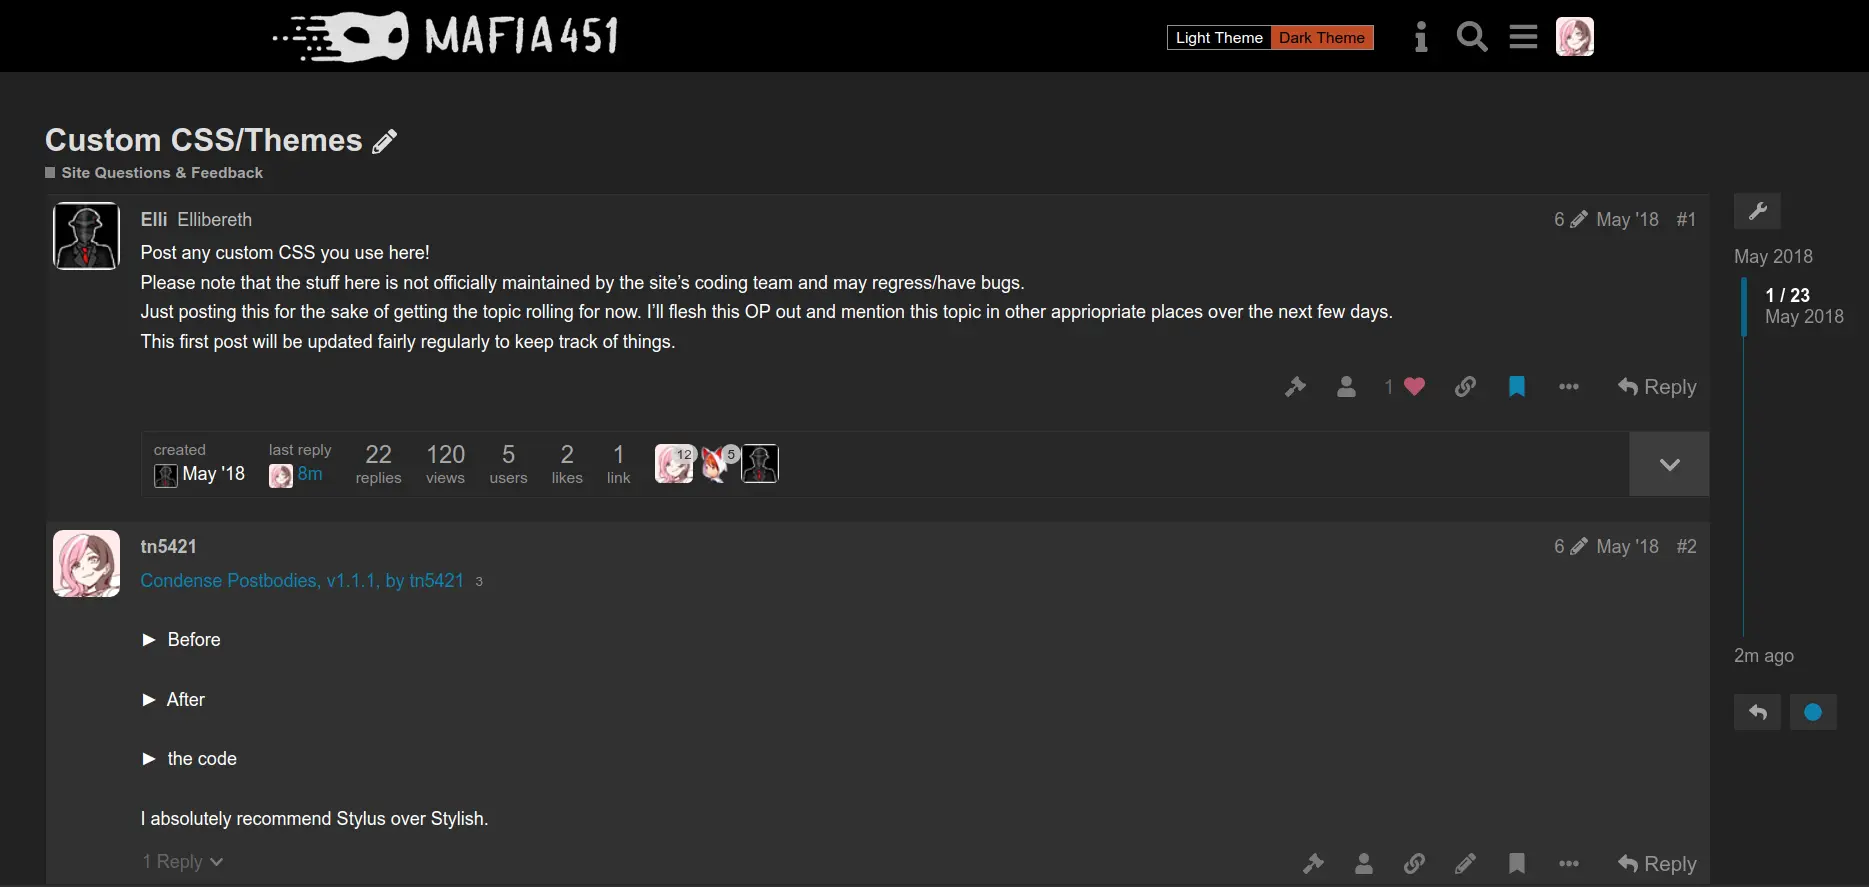 MAFIA451
Light Theme Dark Theme
Custom CSS/Themes
Site Questions & Feedback
Elli Ellibereth
6 May '18 #1
Post any custom CSS you use here!
Please note that the stuff here is not officially maintained by the site’s coding team and may regress/have bugs.
Just posting this for the sake of getting the topic rolling for now. I’ll flesh this OP out and mention this topic in other appriopriate places over the next few days.
This first post will be updated fairly regularly to keep track of things.
1 Reply
created last reply 22 120 5 2 1 12 5
May '18 8m replies views users likes link
tn5421
6 May '18 #2
Condense Postbodies, v1.1.1, by tn5421 3
Before
After
the code
I absolutely recommend Stylus over Stylish.
1 Reply
Reply
May 2018
1 / 23
May 2018
2m ago